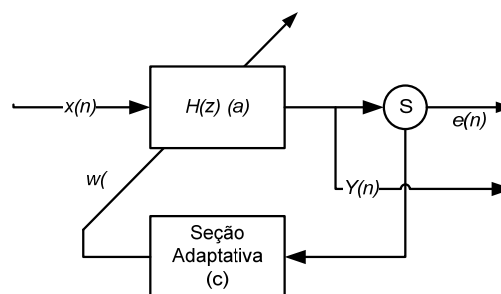 x(n)
H(z) (a)
S
e(n)
w(
Y(n)
Seção
Adaptativa
(c)